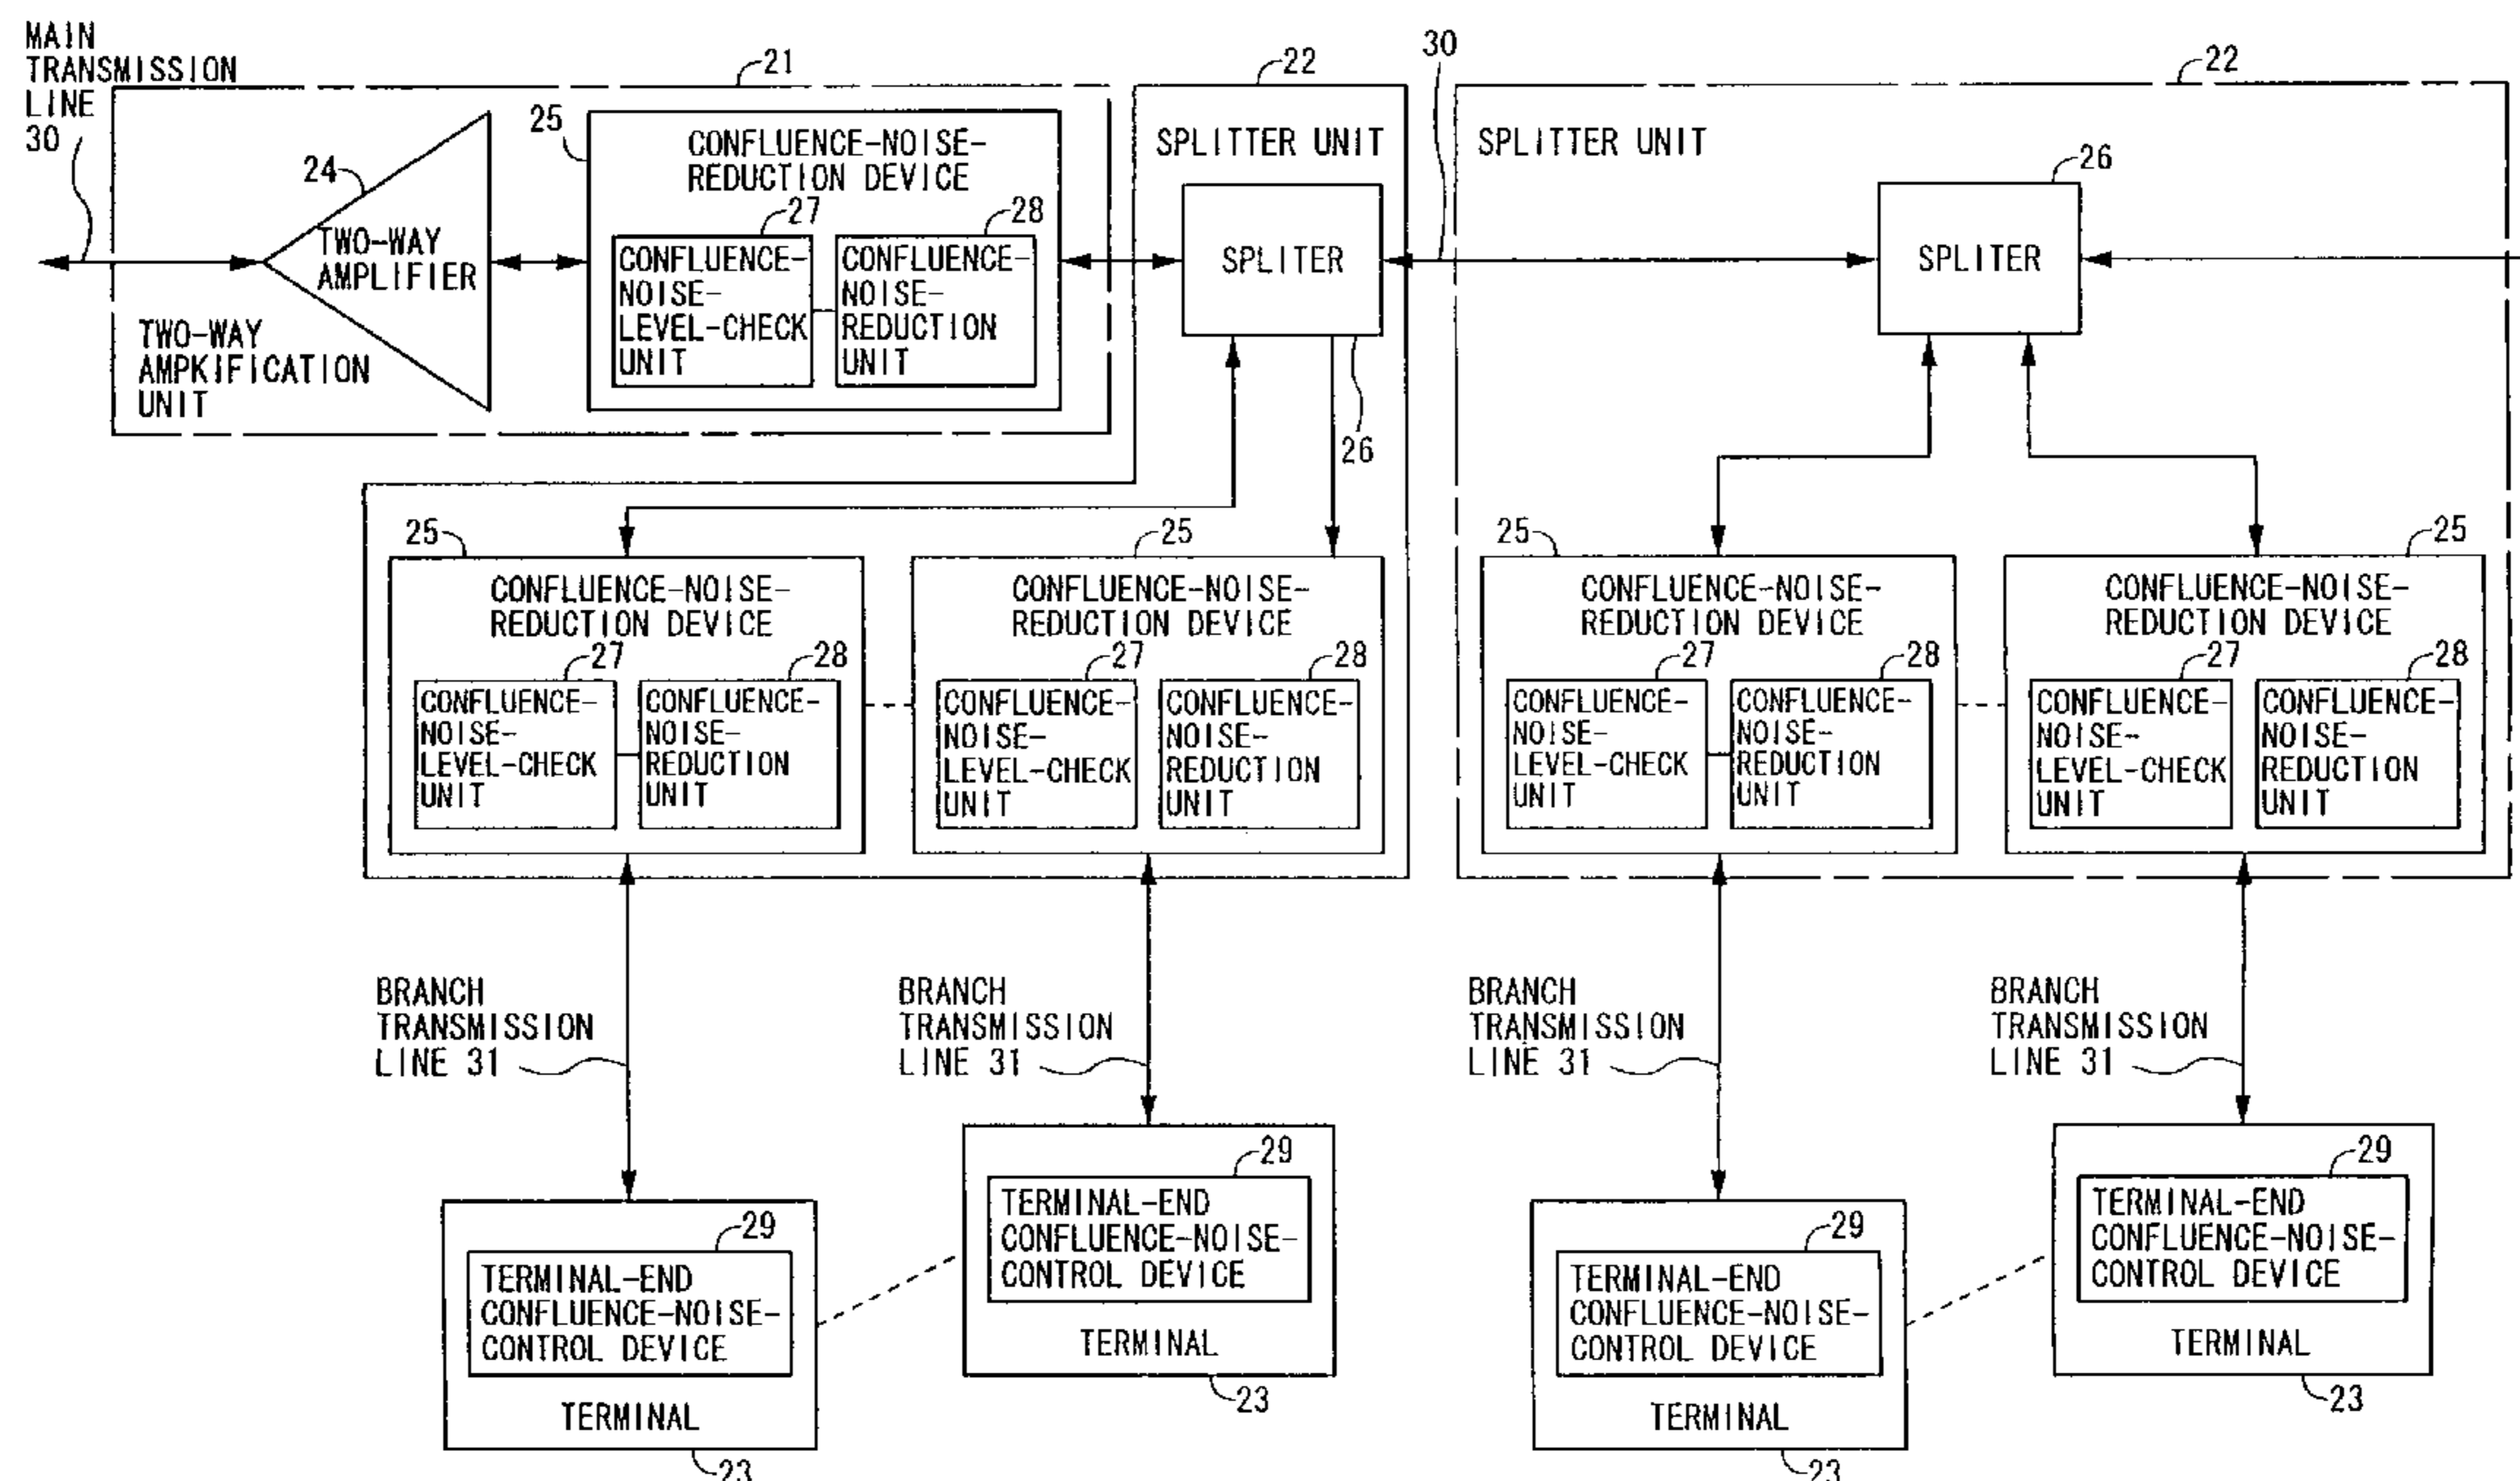 MAIN
TRANSMISSION
LINE
30
21
22
30
22
24
25
CONFLUENCE-NOISE-
REDUCTION DEVICE
27
28
TWO-WAY
AMPLIFIER
CONFLUENCE-
NOISE-
LEVEL-CHECK
UNIT
CONFLUENCE-
NOISE-
REDUCTION
UNIT
TWO-WAY
AMPKIFICATION
UNIT
SPLITTER UNIT
SPLITER
26
SPLITTER UNIT
26
SPLITER
25
CONFLUENCE-NOISE-
REDUCTION DEVICE
27
28
CONFLUENCE-
NOISE-
LEVEL-CHECK
UNIT
CONFLUENCE-
NOISE-
REDUCTION
UNIT
25
CONFLUENCE-NOISE-
REDUCTION DEVICE
27
28
CONFLUENCE-
NOISE-
LEVEL-CHECK
UNIT
CONFLUENCE-
NOISE-
REDUCTION
UNIT
25
CONFLUENCE-NOISE-
REDUCTION DEVICE
27
28
CONFLUENCE-
NOISE-
LEVEL-CHECK
UNIT
CONFLUENCE-
NOISE-
REDUCTION
UNIT
25
CONFLUENCE-NOISE-
REDUCTION DEVICE
27
28
CONFLUENCE-
NOISE-
LEVEL-CHECK
UNIT
CONFLUENCE-
NOISE-
REDUCTION
UNIT
BRANCH
TRANSMISSION
LINE 31
BRANCH
TRANSMISSION
LINE 31
BRANCH
TRANSMISSION
LINE 31
BRANCH
TRANSMISSION
LINE 31
29
TERMINAL-END
CONFLUENCE-NOISE-
CONTROL DEVICE
TERMINAL
23
29
TERMINAL-END
CONFLUENCE-NOISE-
CONTROL DEVICE
TERMINAL
23
29
TERMINAL-END
CONFLUENCE-NOISE-
CONTROL DEVICE
TERMINAL
23
29
TERMINAL-END
CONFLUENCE-NOISE-
CONTROL DEVICE
TERMINAL
23